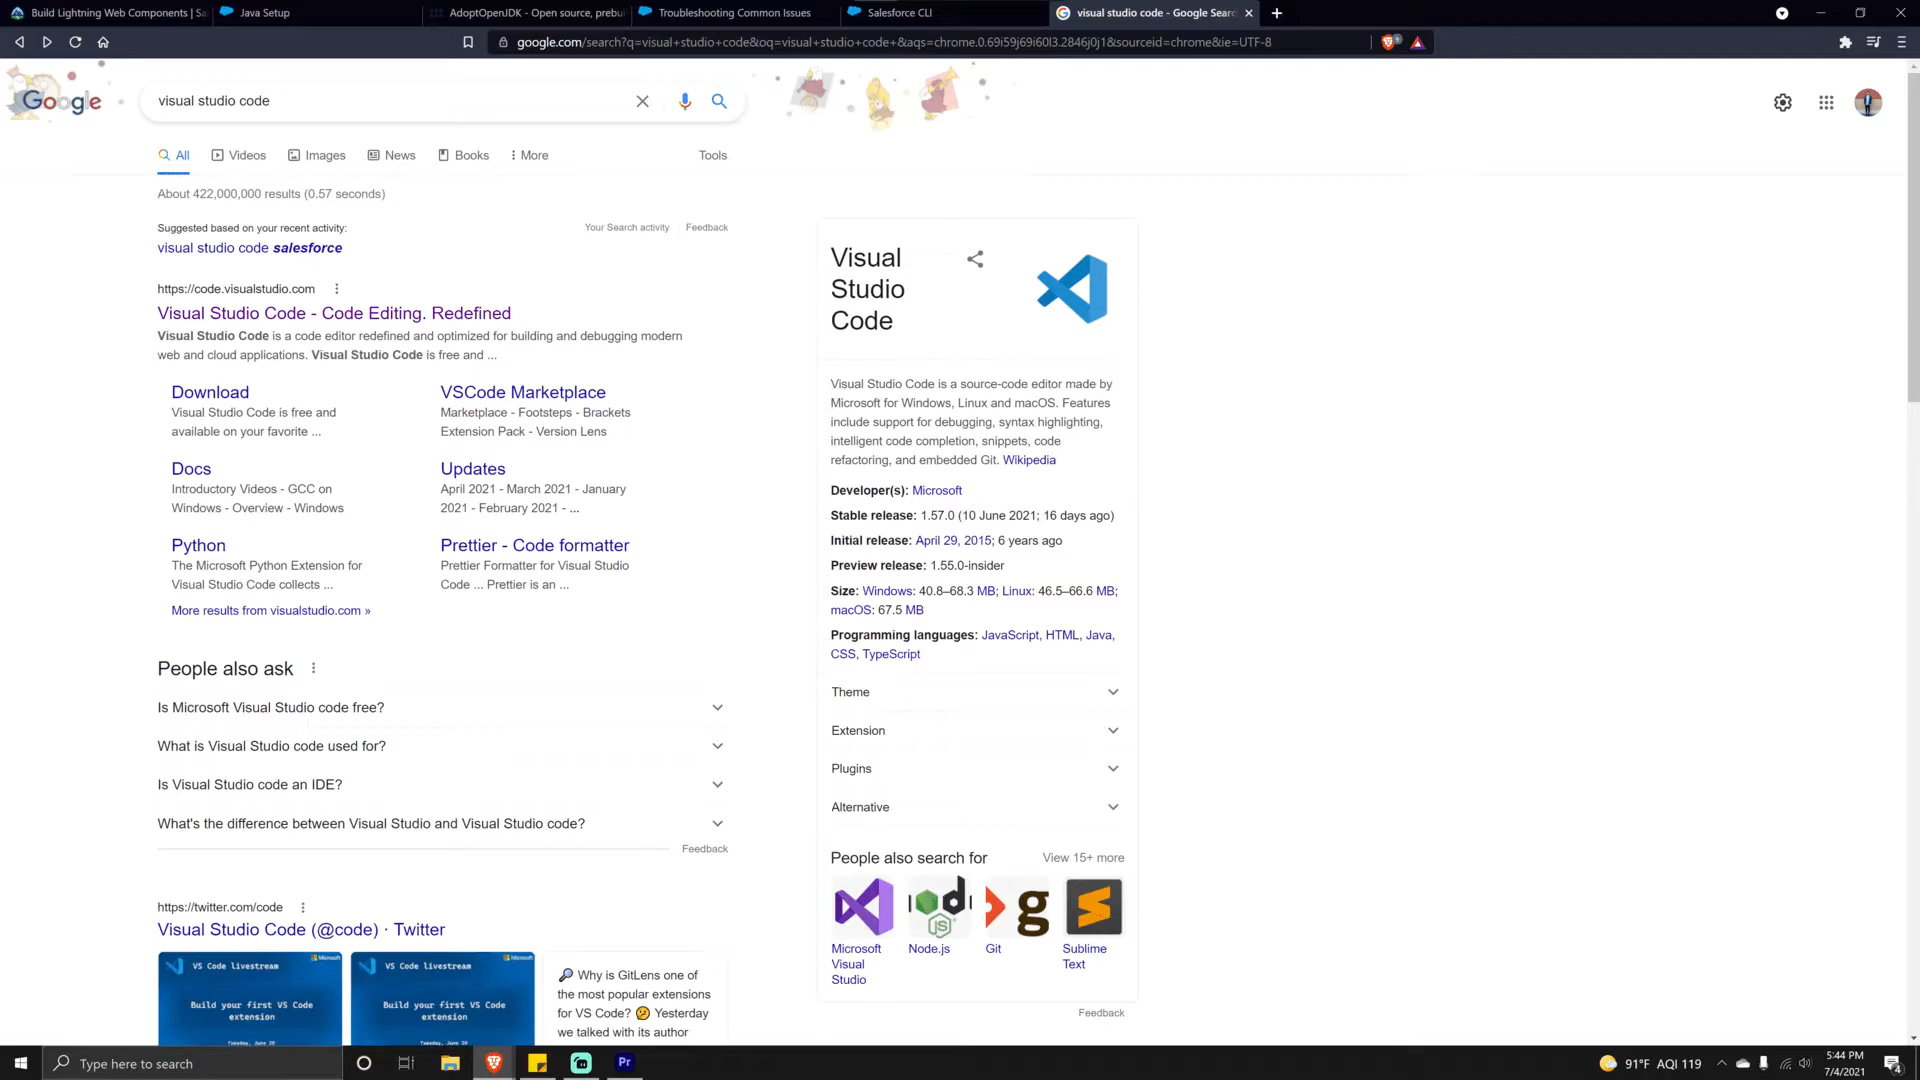 Build Lightning Web Components | Sa
Java Setup
AdoptOpenJDK - Open source, prebu
Troubleshooting Common Issues
Salesforce CLI
visual studio code - Google Searc
google.com/search?q=visual+studio+code&oq=visual+studio+code+&aqs=chrome.0.69i59j69i60l3.2846j0j1&sourceid=chrome&ie=UTF-8
Google
visual studio code
All
Videos
Images
News
Books
More
Tools
About 422,000,000 results (0.57 seconds)
Suggested based on your recent activity:
Your Search activity
Feedback
visual studio code salesforce
https://code.visualstudio.com
Visual Studio Code - Code Editing. Redefined
Visual Studio Code is a code editor redefined and optimized for building and debugging modern
web and cloud applications. Visual Studio Code is free and ...
Download
Visual Studio Code is free and
available on your favorite ...
VSCode Marketplace
Marketplace - Footsteps - Brackets
Extension Pack - Version Lens
Docs
Introductory Videos - GCC on
Windows - Overview - Windows
Updates
April 2021 - March 2021 - January
2021 - February 2021 - ...
Python
The Microsoft Python Extension for
Visual Studio Code collects ...
Prettier - Code formatter
Prettier Formatter for Visual Studio
Code ... Prettier is an ...
More results from visualstudio.com »
People also ask
Is Microsoft Visual Studio code free?
What is Visual Studio code used for?
Is Visual Studio code an IDE?
What's the difference between Visual Studio and Visual Studio code?
Feedback
https://twitter.com/code
Visual Studio Code (@code) · Twitter
VS Code livestream
Microsoft
Build your first VS Code
extension
Tuesday, June 29
VS Code livestream
Microsoft
Build your first VS Code
extension
Tuesday, June 29
🔎 Why is GitLens one of
the most popular extensions
for VS Code? 🤔 Yesterday
we talked with its author
Visual
Studio
Code
Visual Studio Code is a source-code editor made by
Microsoft for Windows, Linux and macOS. Features
include support for debugging, syntax highlighting,
intelligent code completion, snippets, code
refactoring, and embedded Git. Wikipedia
Developer(s): Microsoft
Stable release: 1.57.0 (10 June 2021; 16 days ago)
Initial release: April 29, 2015; 6 years ago
Preview release: 1.55.0-insider
Size: Windows: 40.8–68.3 MB; Linux: 46.5–66.6 MB;
macOS: 67.5 MB
Programming languages: JavaScript, HTML, Java,
CSS, TypeScript
Theme
Extension
Plugins
Alternative
People also search for
View 15+ more
Microsoft
Visual
Studio
Node.js
Git
Sublime
Text
Feedback
Type here to search
Pr
91°F AQI 119
5:44 PM
7/4/2021
4